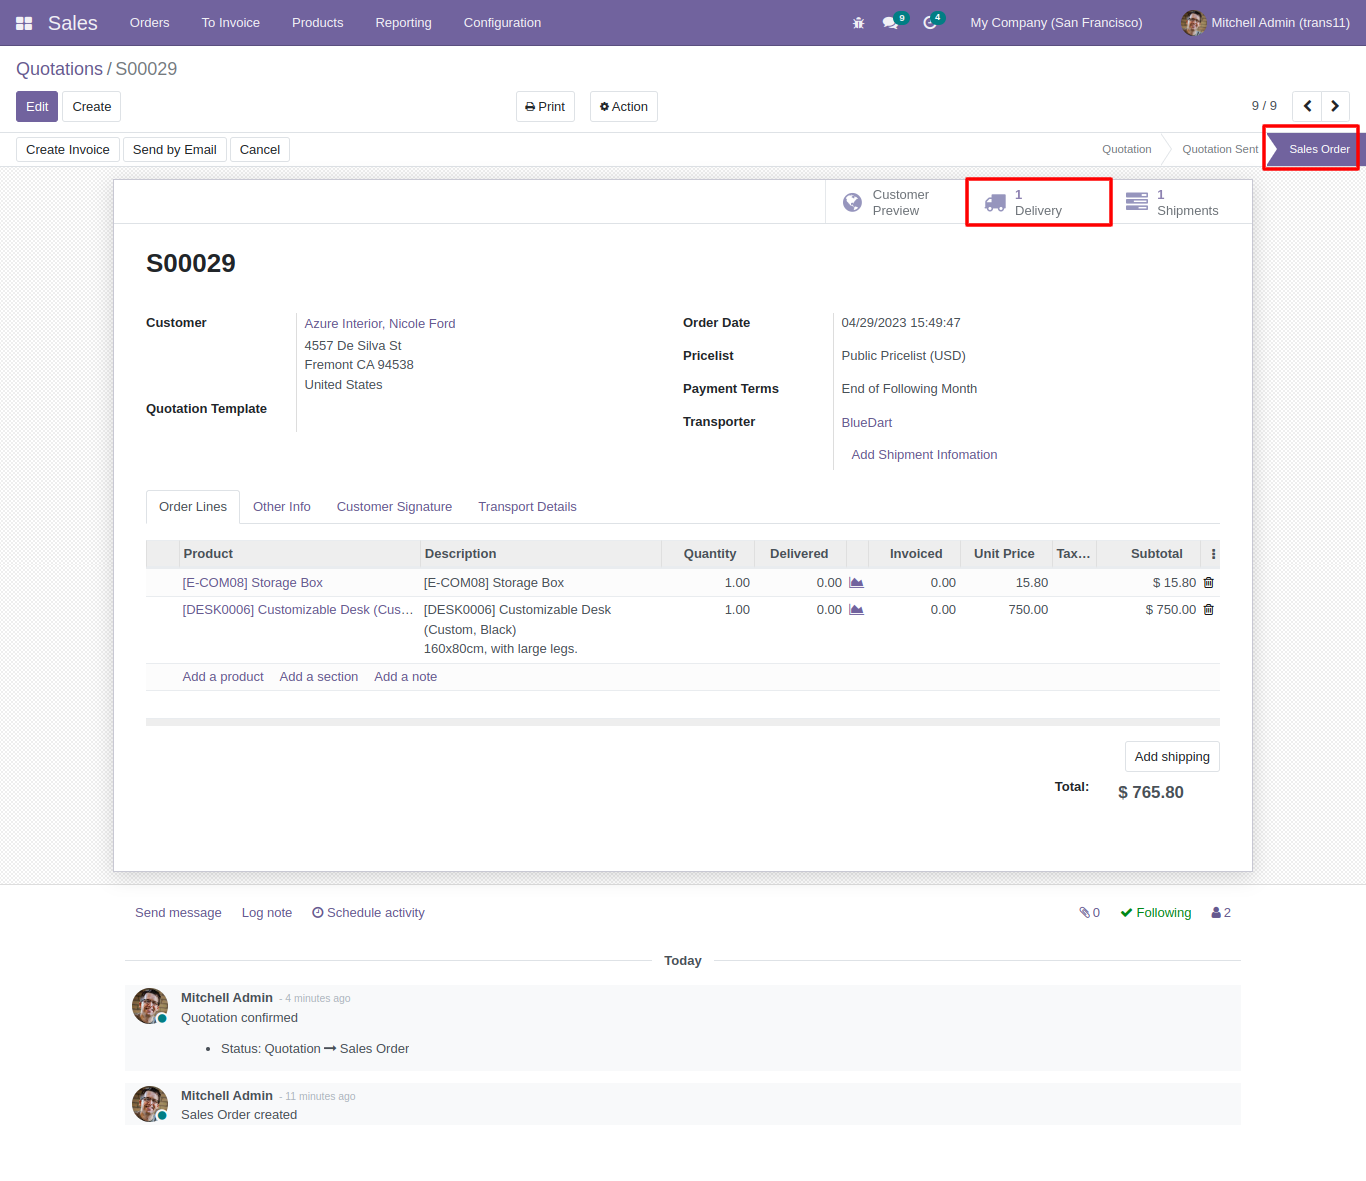 Sales Orders To Invoice Products Reporting Configuration 9 4 My Company (San Francisco) Mitchell Admin (trans11)
Quotations / S00029
Edit Create Print Action 9 / 9
Create Invoice Send by Email Cancel Quotation Quotation Sent Sales Order
Customer Preview 1 Delivery 1 Shipments
S00029
Customer Azure Interior, Nicole Ford Order Date 04/29/2023 15:49:47
4557 De Silva St
Fremont CA 94538 Pricelist Public Pricelist (USD)
United States Payment Terms End of Following Month
Quotation Template Transporter BlueDart
Add Shipment Infomation
Order Lines Other Info Customer Signature Transport Details
Product Description Quantity Delivered Invoiced Unit Price Tax… Subtotal
[E-COM08] Storage Box [E-COM08] Storage Box 1.00 0.00 0.00 15.80 $ 15.80
[DESK0006] Customizable Desk (Cus… [DESK0006] Customizable Desk 1.00 0.00 0.00 750.00 $ 750.00
(Custom, Black)
160x80cm, with large legs.
Add a product Add a section Add a note
Add shipping
Total: $ 765.80
Send message Log note Schedule activity 0 Following 2
Today
Mitchell Admin - 4 minutes ago
Quotation confirmed
• Status: Quotation → Sales Order
Mitchell Admin - 11 minutes ago
Sales Order created